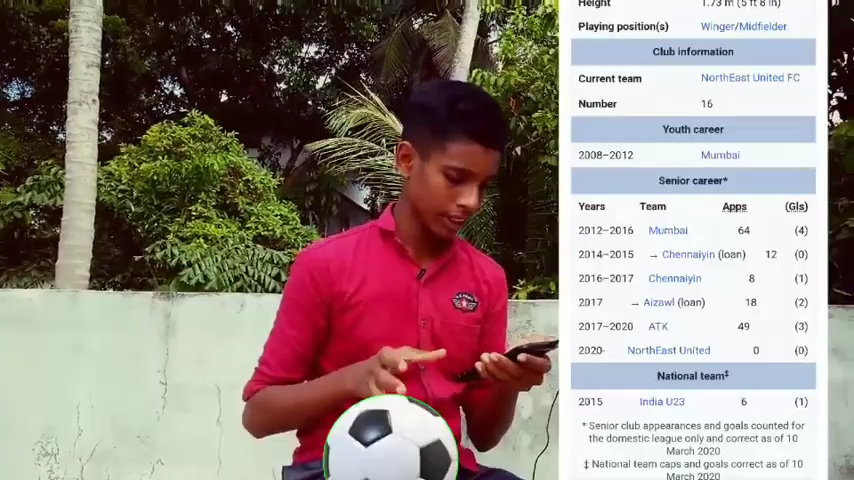 Height 1.73 m (5 ft 8 in)
Playing position(s) Winger/Midfielder
Club information
Current team NorthEast United FC
Number 16
Youth career
2008–2012 Mumbai
Senior career*
Years Team Apps (Gls)
2012–2016 Mumbai 64 (4)
2014–2015 → Chennaiyin (loan) 12 (0)
2016–2017 Chennaiyin 8 (1)
2017 → Aizawl (loan) 18 (2)
2017–2020 ATK 49 (3)
2020- NorthEast United 0 (0)
National team‡
2015 India U23 6 (1)
* Senior club appearances and goals counted for
the domestic league only and correct as of 10
March 2020
‡ National team caps and goals correct as of 10
March 2020